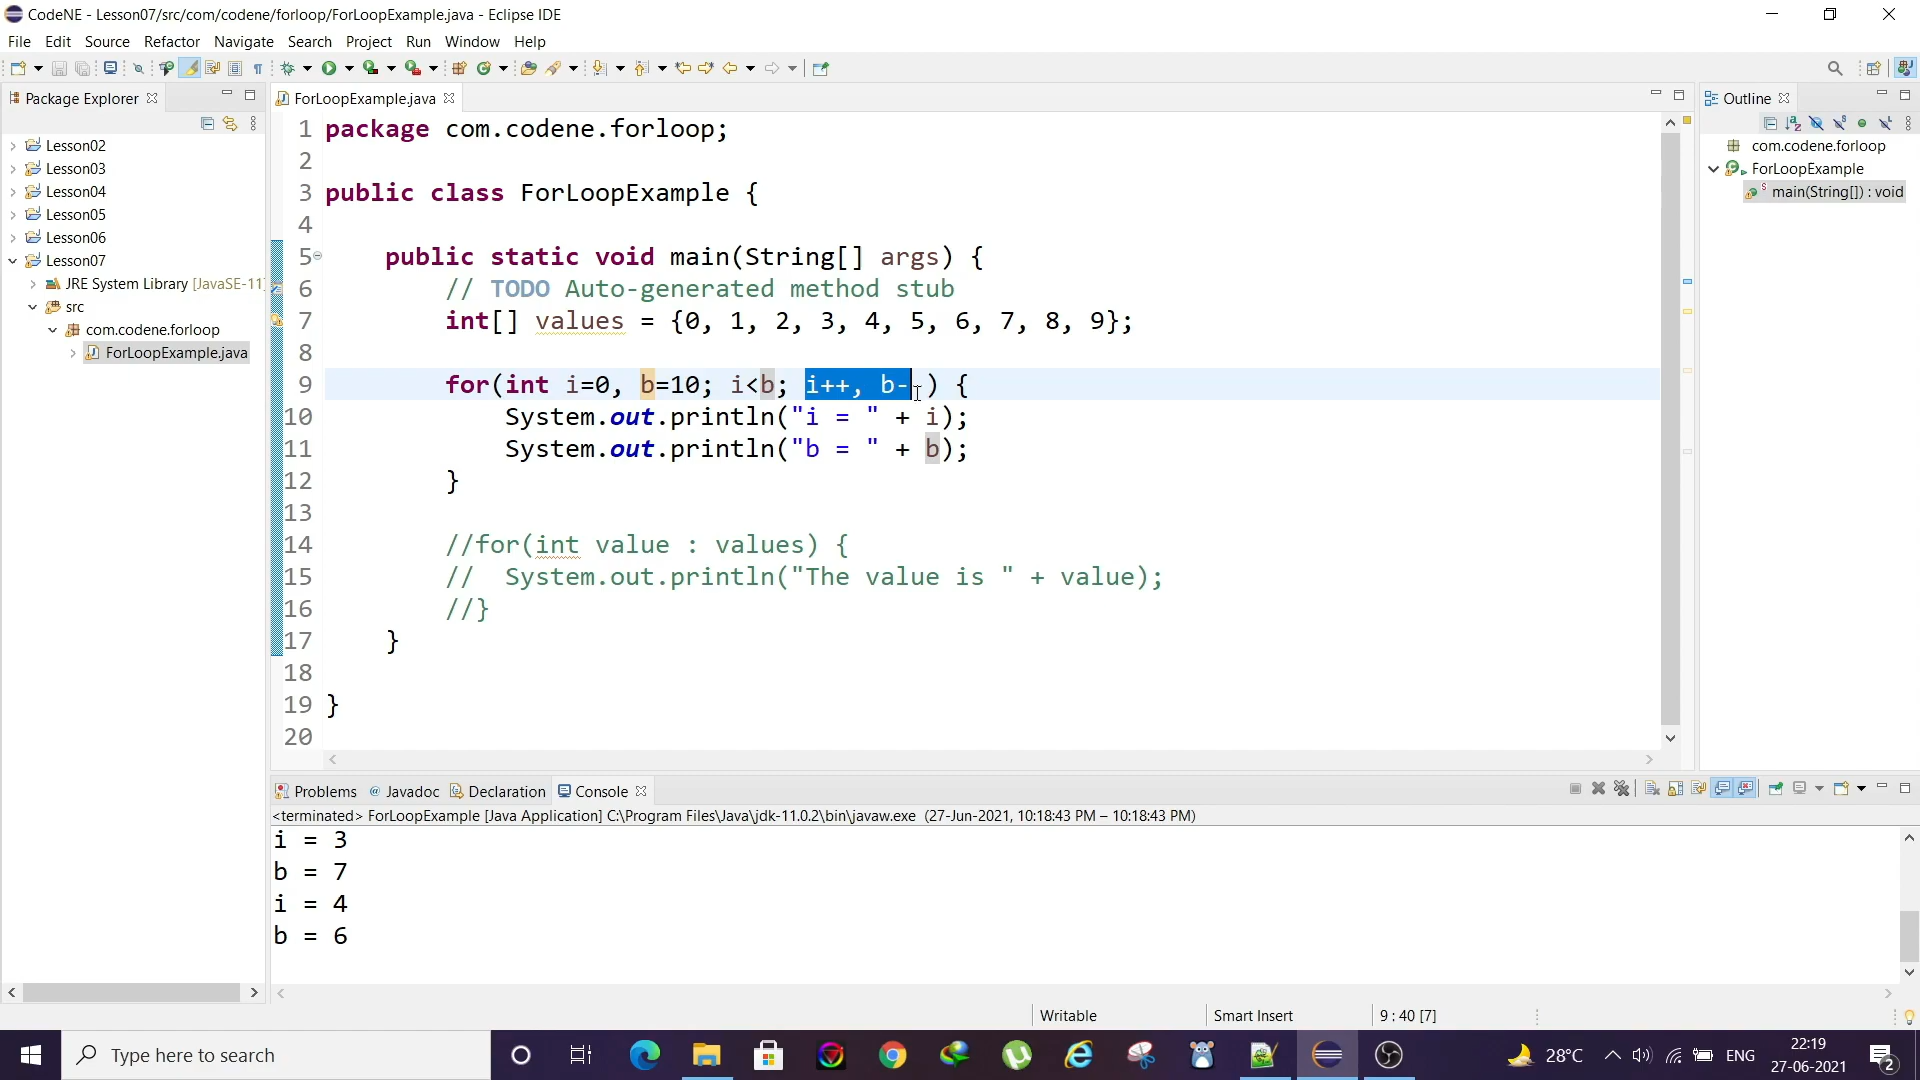 CodeNE - Lesson07/src/com/codene/forloop/ForLoopExample.java - Eclipse IDE
File Edit Source Refactor Navigate Search Project Run Window Help
Package Explorer
Lesson02
Lesson03
Lesson04
Lesson05
Lesson06
Lesson07
JRE System Library [JavaSE-11]
src
com.codene.forloop
ForLoopExample.java
ForLoopExample.java
1 package com.codene.forloop;
2
3 public class ForLoopExample {
4
5 public static void main(String[] args) {
6 // TODO Auto-generated method stub
7 int[] values = {0, 1, 2, 3, 4, 5, 6, 7, 8, 9};
8
9 for(int i=0, b=10; i<b; i++, b--) {
10 System.out.println("i = " + i);
11 System.out.println("b = " + b);
12 }
13
14 //for(int value : values) {
15 // System.out.println("The value is " + value);
16 //}
17 }
18
19 }
20
Outline
com.codene.forloop
ForLoopExample
main(String[]) : void
Problems Javadoc Declaration Console
<terminated> ForLoopExample [Java Application] C:\Program Files\Java\jdk-11.0.2\bin\javaw.exe (27-Jun-2021, 10:18:43 PM – 10:18:43 PM)
i = 3
b = 7
i = 4
b = 6
Writable Smart Insert 9 : 40 [7]
Type here to search
28°C ENG
22:19
27-06-2021
2